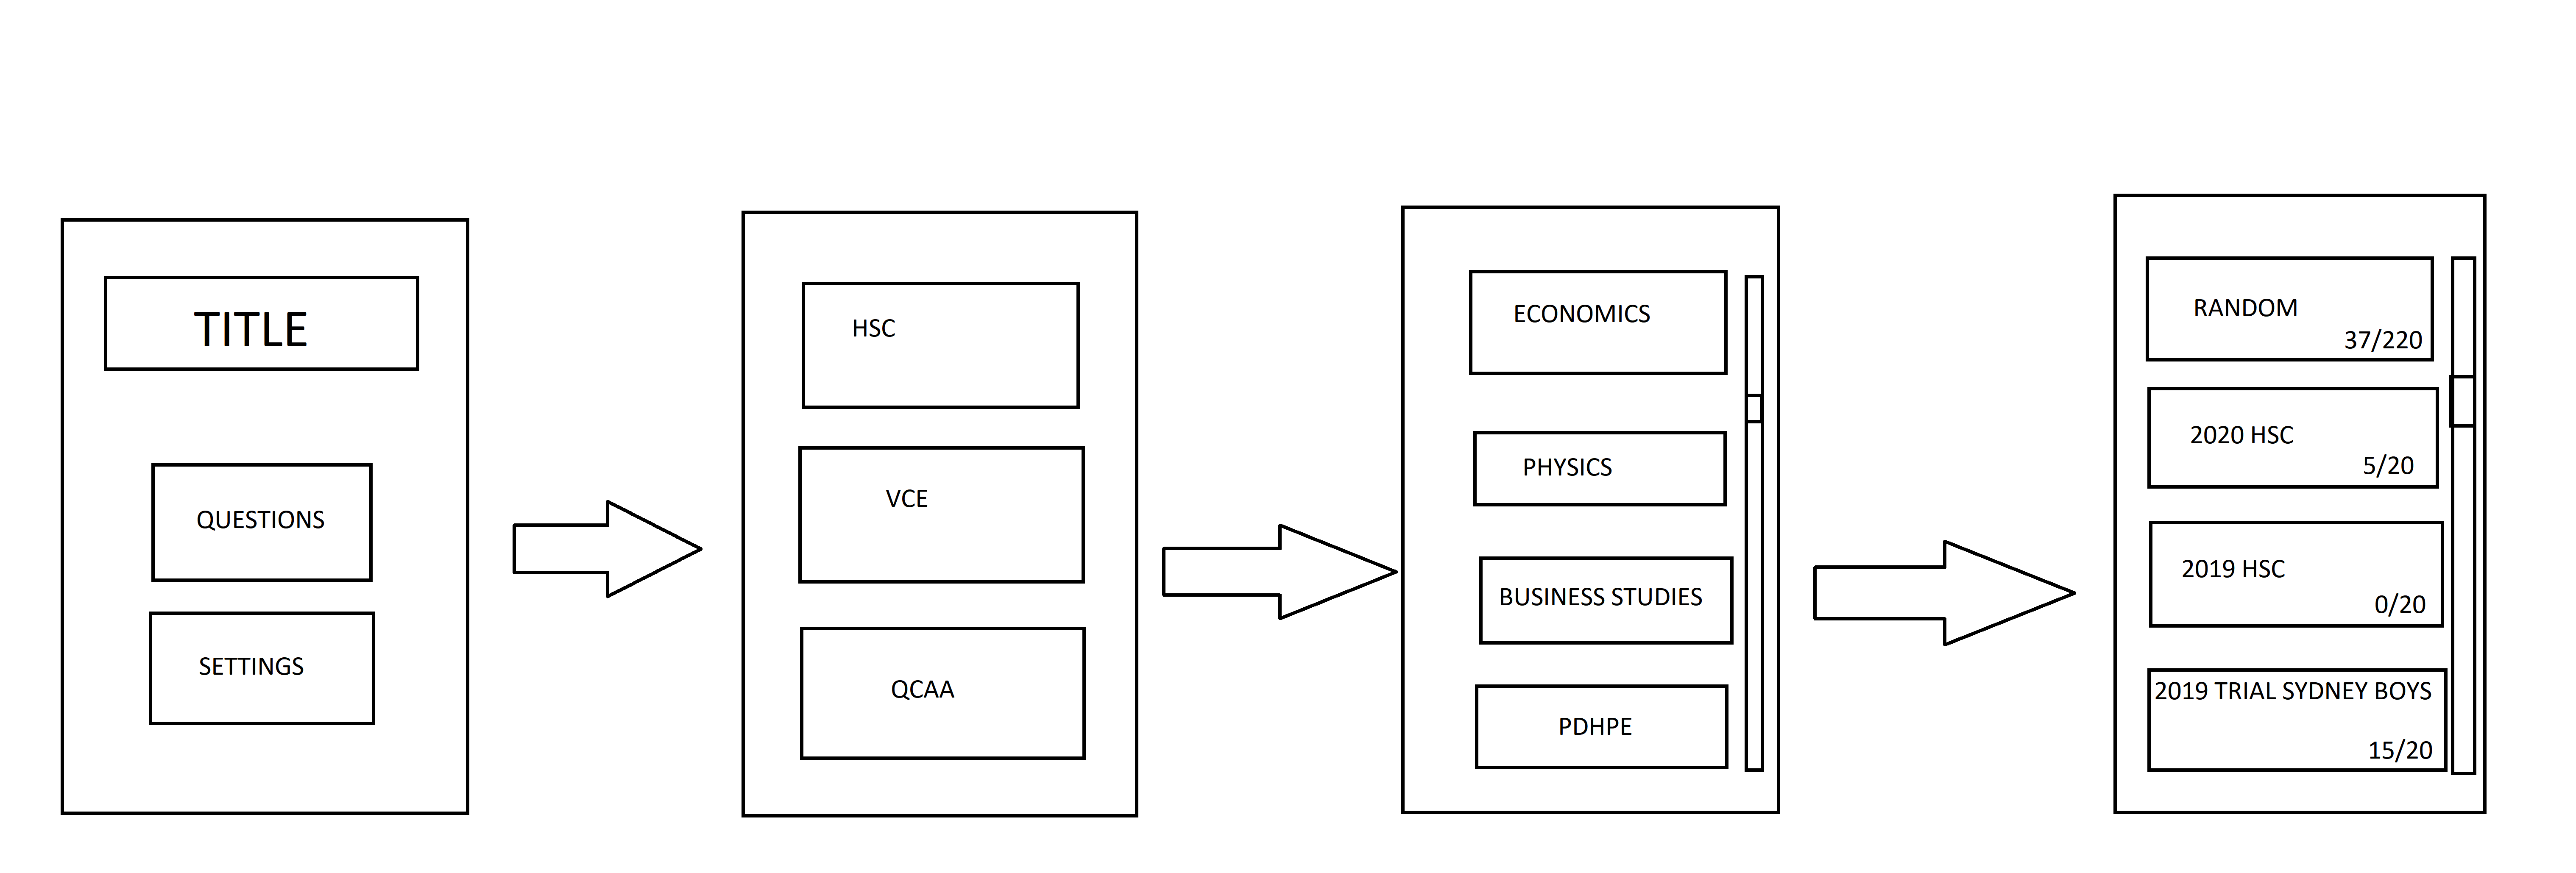 TITLE
QUESTIONS
SETTINGS
HSC
VCE
QCAA
ECONOMICS
PHYSICS
BUSINESS STUDIES
PDHPE
RANDOM
37/220
2020 HSC
5/20
2019 HSC
0/20
2019 TRIAL SYDNEY BOYS
15/20